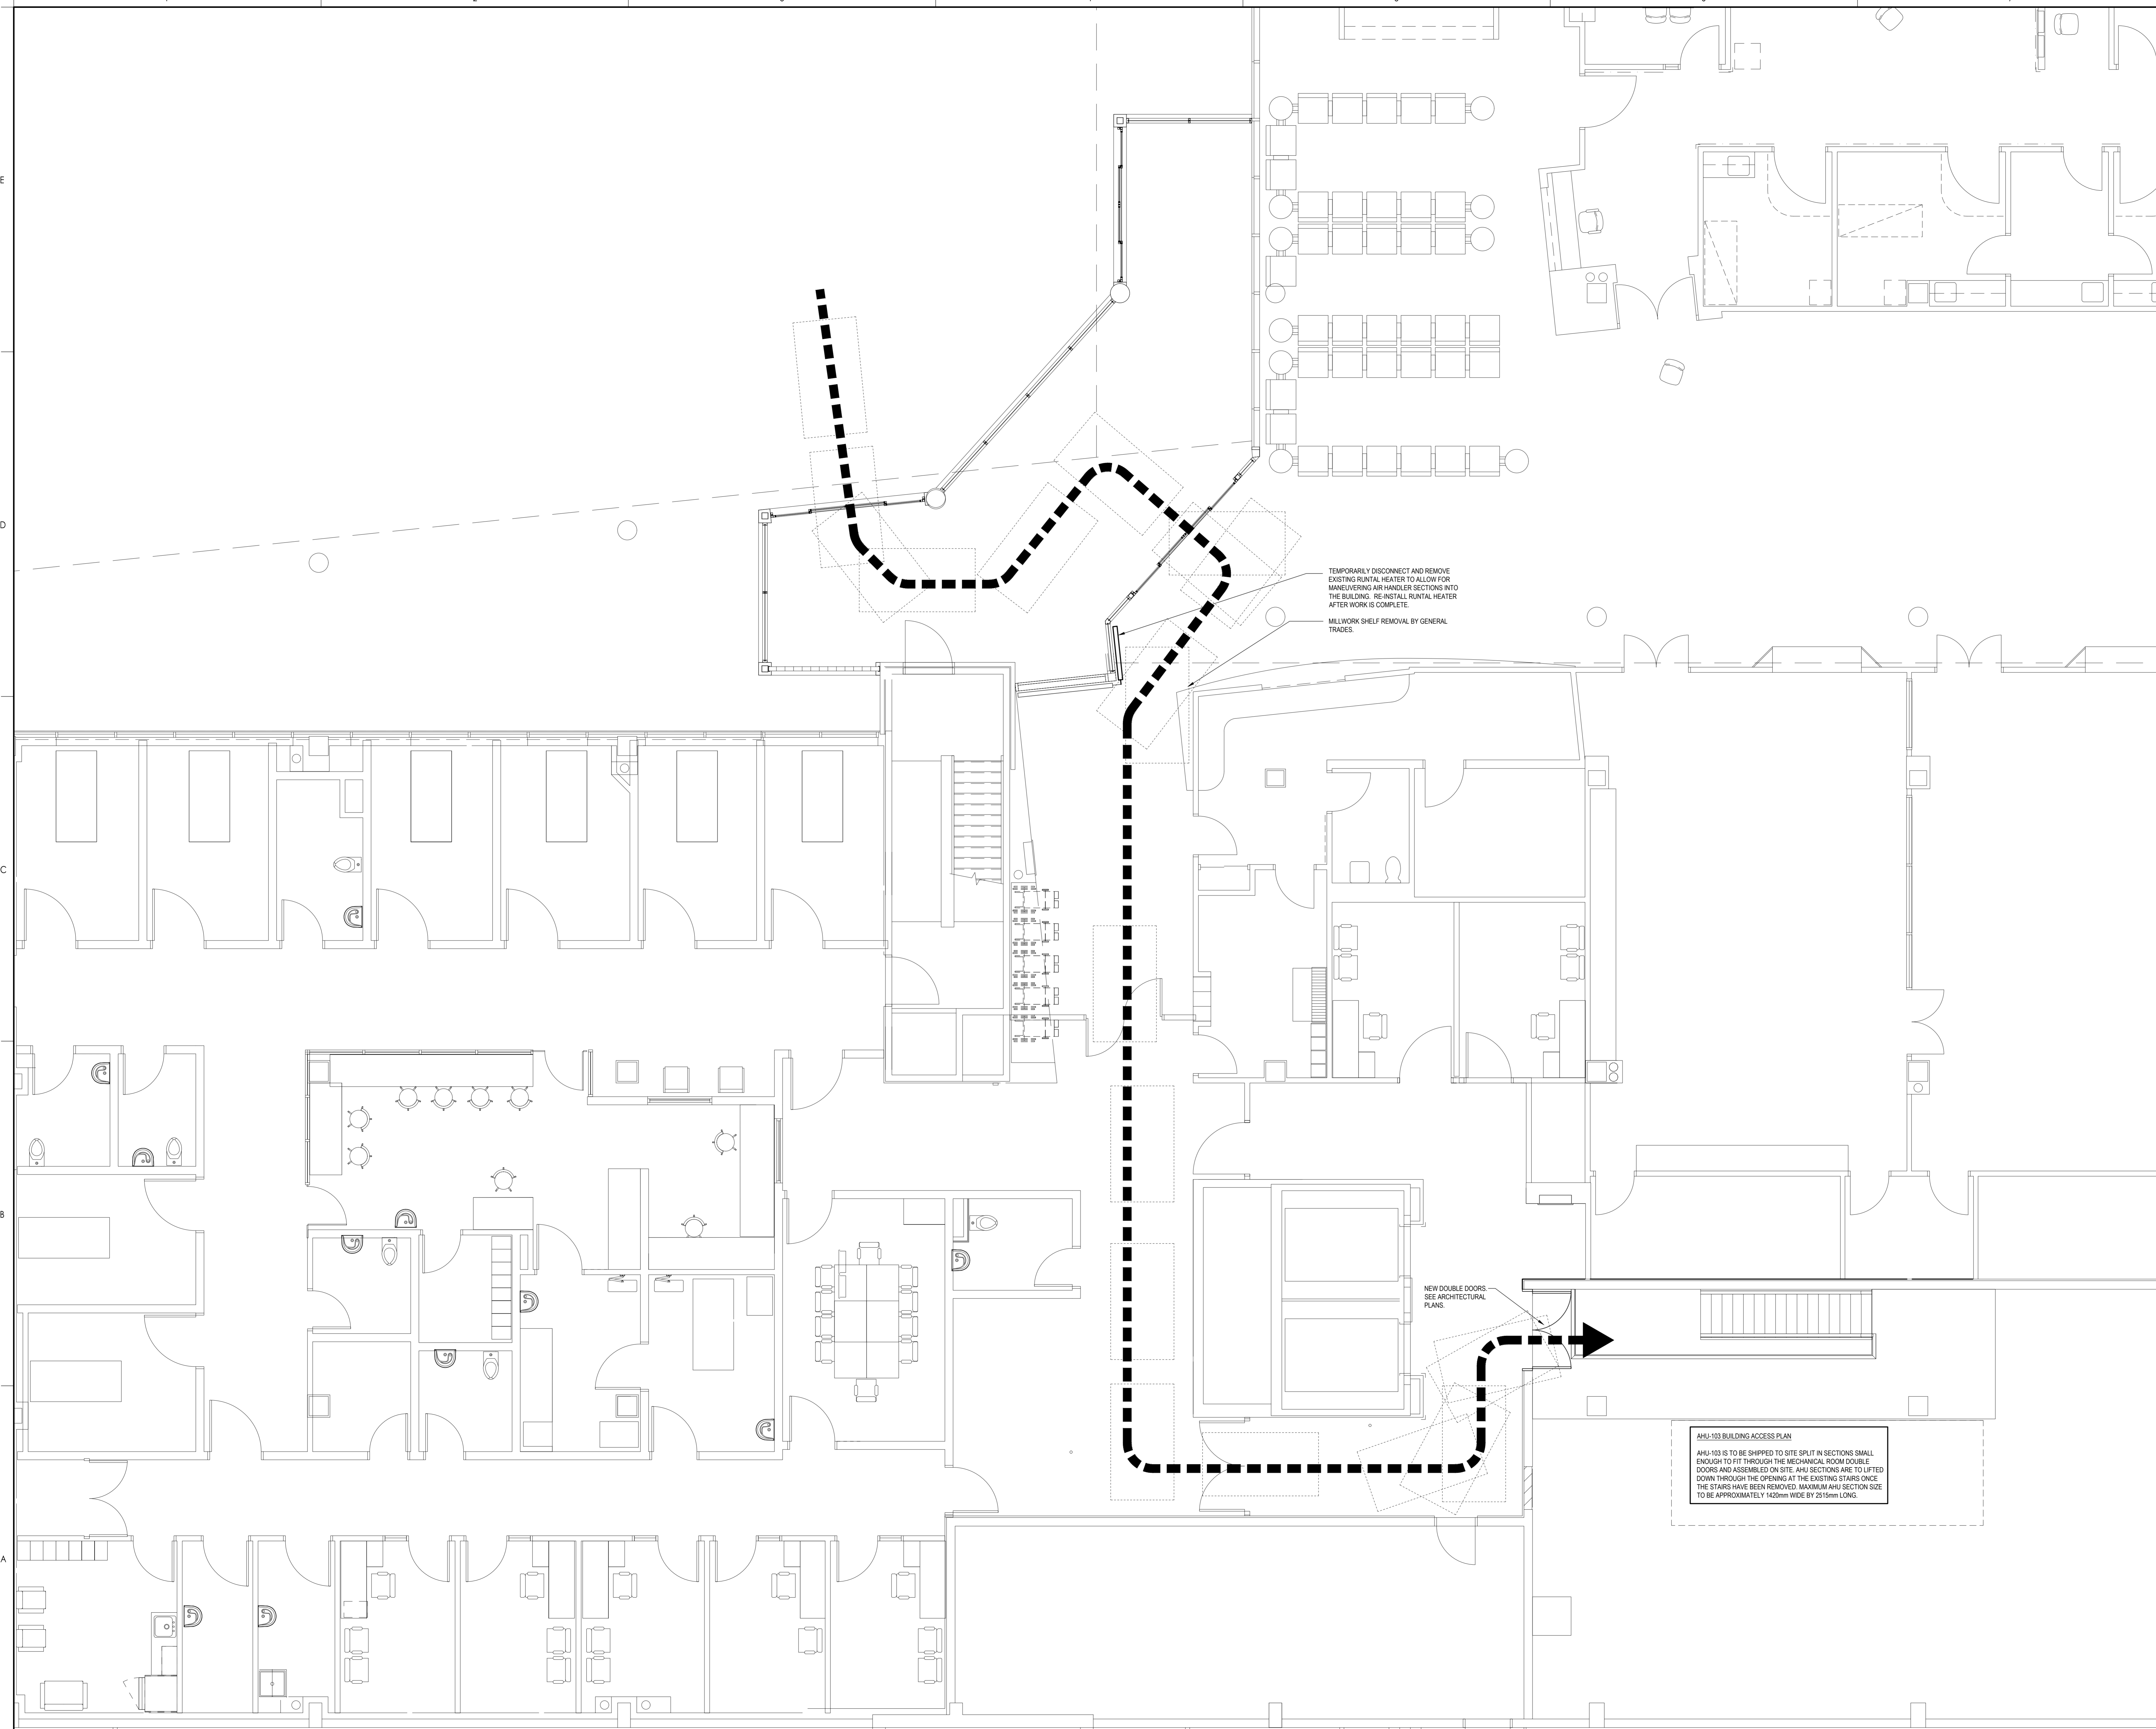 E
D
C
B
A
TEMPORARILY DISCONNECT AND REMOVE
EXISTING RUNTAL HEATER TO ALLOW FOR
MANEUVERING AIR HANDLER SECTIONS INTO
THE BUILDING. RE-INSTALL RUNTAL HEATER
AFTER WORK IS COMPLETE.
MILLWORK SHELF REMOVAL BY GENERAL
TRADES.
NEW DOUBLE DOORS.
SEE ARCHITECTURAL
PLANS.
AHU-103 BUILDING ACCESS PLAN
AHU-103 IS TO BE SHIPPED TO SITE SPLIT IN SECTIONS SMALL
ENOUGH TO FIT THROUGH THE MECHANICAL ROOM DOUBLE
DOORS AND ASSEMBLED ON SITE. AHU SECTIONS ARE TO LIFTED
DOWN THROUGH THE OPENING AT THE EXISTING STAIRS ONCE
THE STAIRS HAVE BEEN REMOVED. MAXIMUM AHU SECTION SIZE
TO BE APPROXIMATELY 1420mm WIDE BY 2515mm LONG.